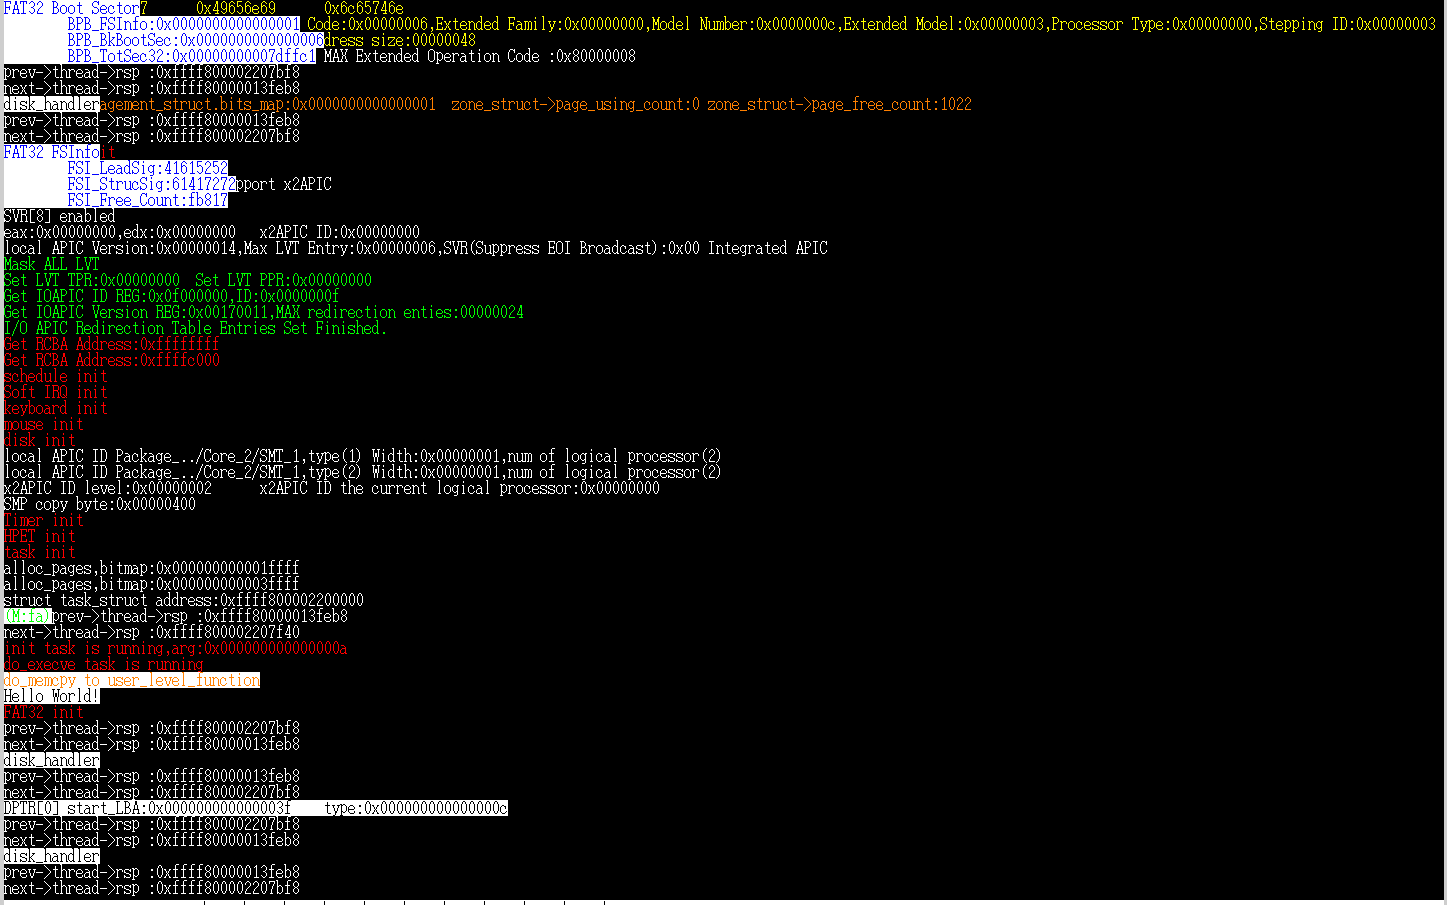 FAT32 Boot Sector7      0x49656e69      0x6c65746e
        BPB_FSInfo:0x0000000000000001 Code:0x00000006,Extended Family:0x00000000,Model Number:0x0000000c,Extended Model:0x00000003,Processor Type:0x00000000,Stepping ID:0x00000003
        BPB_BkBootSec:0x0000000000000006dress size:00000048
        BPB_TotSec32:0x00000000007dffc1 MAX Extended Operation Code :0x80000008
prev->thread->rsp :0xffff800002207bf8
next->thread->rsp :0xffff80000013feb8
disk_handleragement_struct.bits_map:0x0000000000000001  zone_struct->page_using_count:0 zone_struct->page_free_count:1022
prev->thread->rsp :0xffff80000013feb8
next->thread->rsp :0xffff800002207bf8
FAT32 FSInfoit
        FSI_LeadSig:41615252
        FSI_StrucSig:61417272pport x2APIC
        FSI_Free_Count:fb817
SVR[8] enabled
eax:0x00000000,edx:0x00000000   x2APIC ID:0x00000000
local APIC Version:0x00000014,Max LVT Entry:0x00000006,SVR(Suppress EOI Broadcast):0x00 Integrated APIC
Mask ALL LVT
Set LVT TPR:0x00000000  Set LVT PPR:0x00000000
Get IOAPIC ID REG:0x0f000000,ID:0x0000000f
Get IOAPIC Version REG:0x00170011,MAX redirection enties:00000024
I/O APIC Redirection Table Entries Set Finished.
Get RCBA Address:0xffffffff
Get RCBA Address:0xffffc000
schedule init
Soft IRQ init
keyboard init
mouse init
disk init
local APIC ID Package_../Core_2/SMT_1,type(1) Width:0x00000001,num of logical processor(2)
local APIC ID Package_../Core_2/SMT_1,type(2) Width:0x00000001,num of logical processor(2)
x2APIC ID level:0x00000002      x2APIC ID the current logical processor:0x00000000
SMP copy byte:0x00000400
Timer init
HPET init
task init
alloc_pages,bitmap:0x000000000001ffff
alloc_pages,bitmap:0x000000000003ffff
struct task_struct address:0xffff800002200000
(M:fa)prev->thread->rsp :0xffff80000013feb8
next->thread->rsp :0xffff800002207f40
init task is running,arg:0x000000000000000a
do_execve task is running
do_memcpy to user_level_function
Hello World!
FAT32 init
prev->thread->rsp :0xffff800002207bf8
next->thread->rsp :0xffff80000013feb8
disk_handler
prev->thread->rsp :0xffff80000013feb8
next->thread->rsp :0xffff800002207bf8
DPTR[0] start_LBA:0x000000000000003f    type:0x000000000000000c
prev->thread->rsp :0xffff800002207bf8
next->thread->rsp :0xffff80000013feb8
disk_handler
prev->thread->rsp :0xffff80000013feb8
next->thread->rsp :0xffff800002207bf8